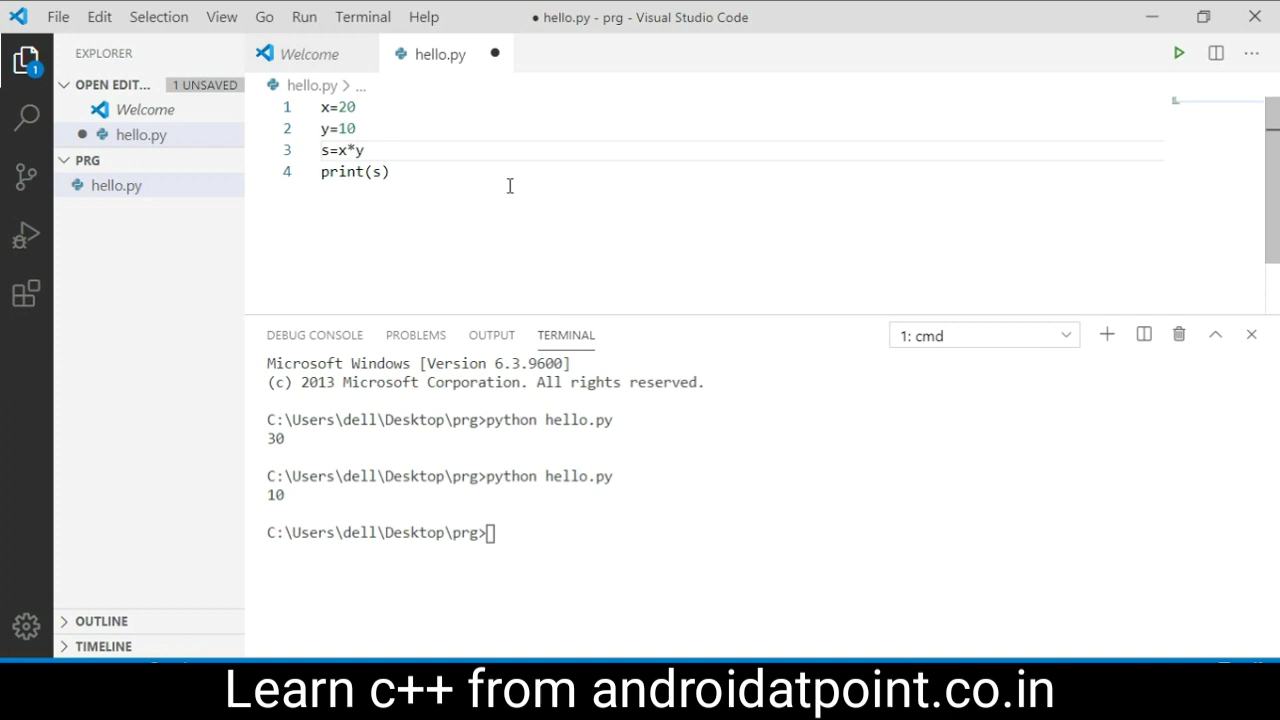 File Edit Selection View Go Run Terminal Help ● hello.py - prg - Visual Studio Code
EXPLORER
Welcome hello.py ●
OPEN EDIT... 1 UNSAVED
Welcome
● hello.py
PRG
hello.py
hello.py > ...
1 x=20
2 y=10
3 s=x*y
4 print(s)
DEBUG CONSOLE PROBLEMS OUTPUT TERMINAL 1: cmd
Microsoft Windows [Version 6.3.9600]
(c) 2013 Microsoft Corporation. All rights reserved.
C:\Users\dell\Desktop\prg>python hello.py
30
C:\Users\dell\Desktop\prg>python hello.py
10
C:\Users\dell\Desktop\prg>
OUTLINE
TIMELINE
1
Learn c++ from androidatpoint.co.in